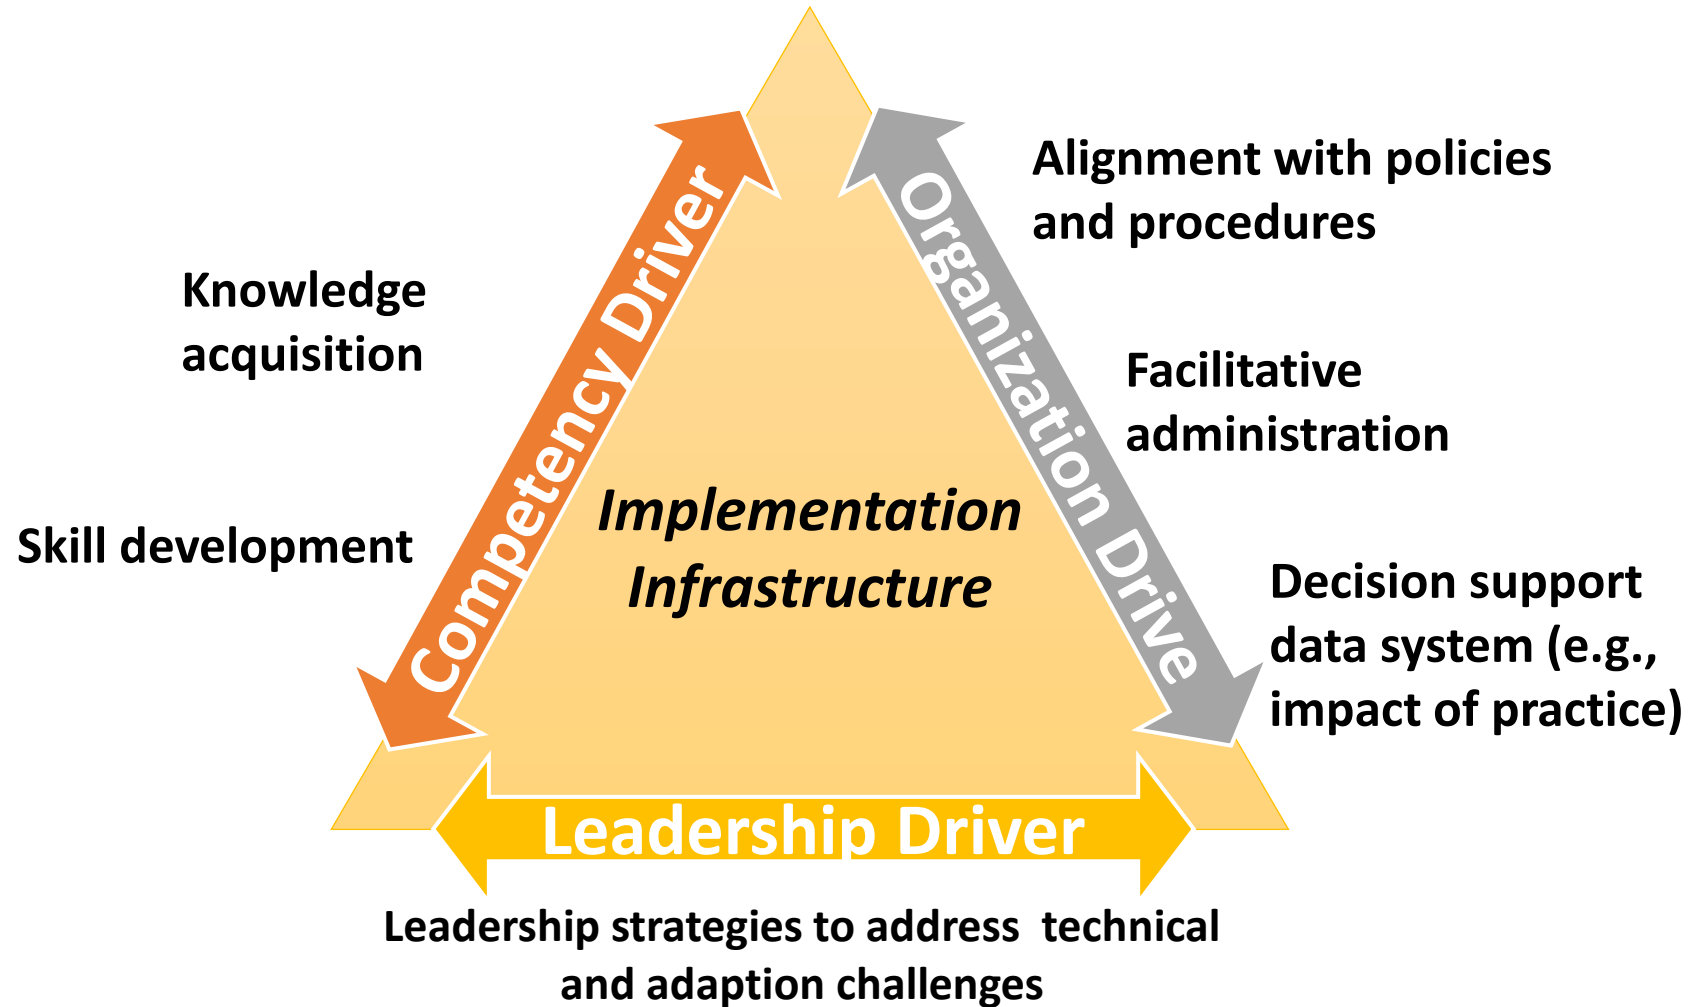 Knowledge
acquisition
Skill development
Competency Driver
Implementation
Infrastructure
Organization Drive
Alignment with policies
and procedures
Facilitative
administration
Decision support
data system (e.g.,
impact of practice)
Leadership Driver
Leadership strategies to address  technical
and adaption challenges